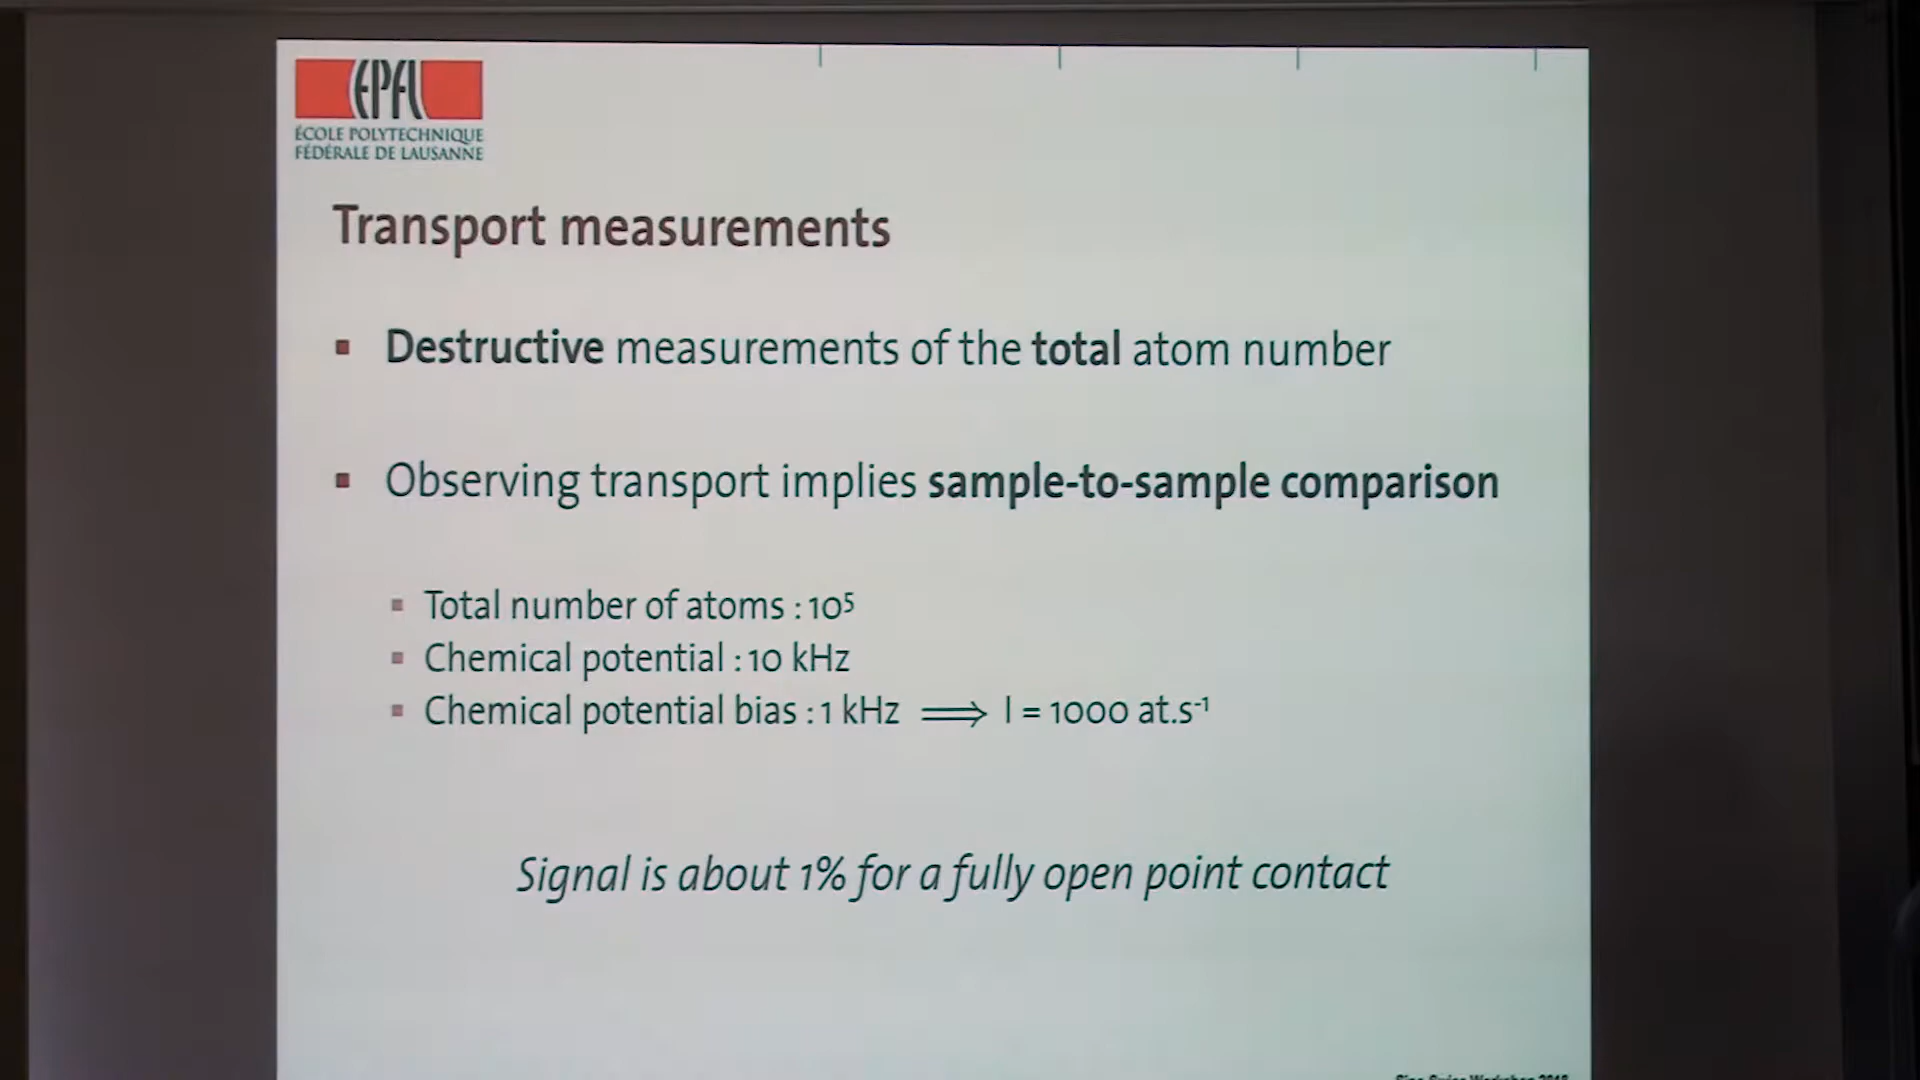 EPFL
ÉCOLE POLYTECHNIQUE
FÉDÉRALE DE LAUSANNE
Transport measurements
Destructive measurements of the total atom number
Observing transport implies sample-to-sample comparison
Total number of atoms : 10⁵
Chemical potential : 10 kHz
Chemical potential bias : 1 kHz ⟹ I = 1000 at.s⁻¹
Signal is about 1% for a fully open point contact